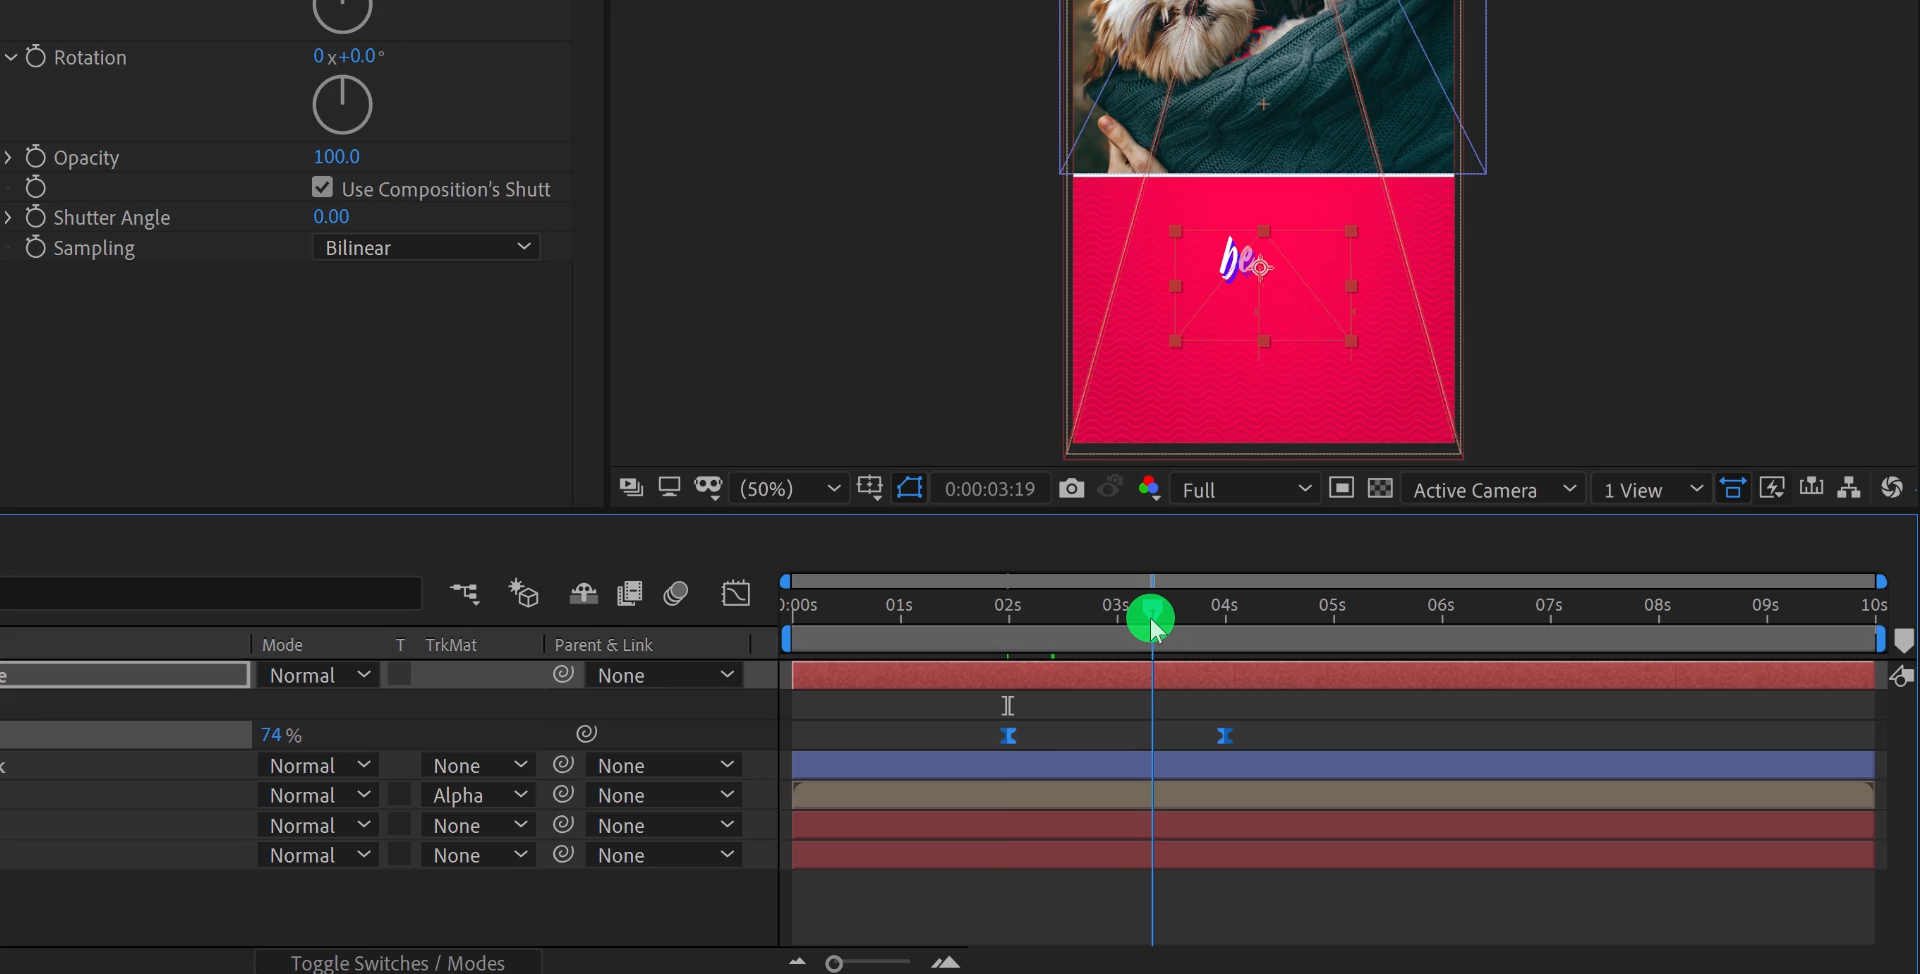 Rotation
0x+0.0°
Opacity
100.0
Use Composition's Shutt
Shutter Angle
0.00
Sampling
Bilinear
be
(50%)
0:00:03:19
Full
Active Camera
1 View
0:00s 01s 02s 03s 04s 05s 06s 07s 08s 09s 10s
Mode T TrkMat Parent & Link
e Normal None
74 %
k Normal None None
Normal Alpha None
Normal None None
Normal None None
Toggle Switches / Modes